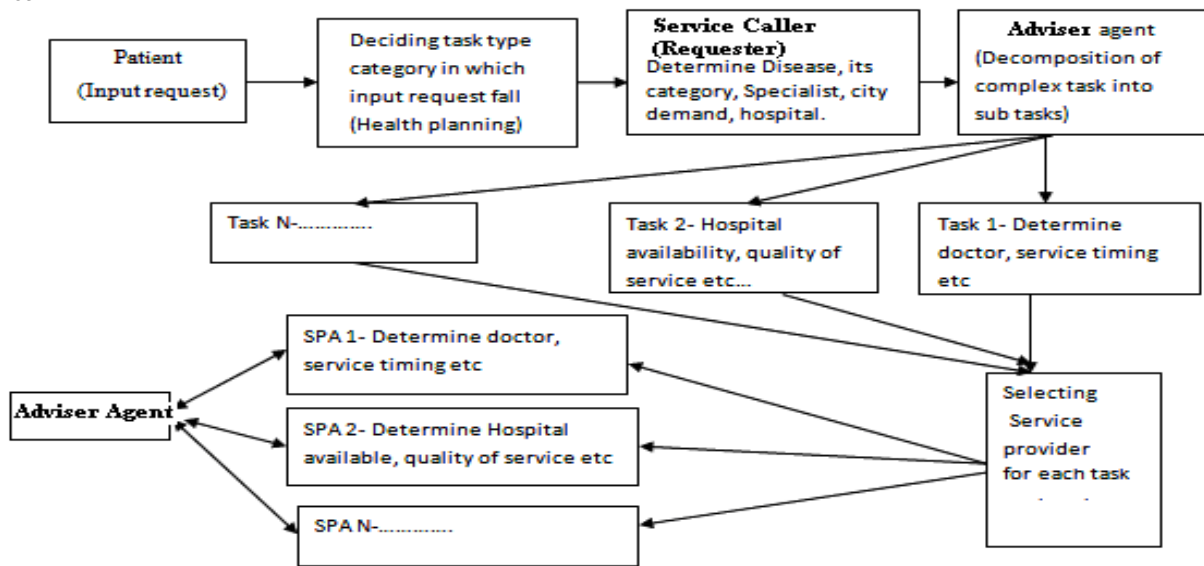 Patient
(Input request)
Deciding task type
category in which
input request fall
(Health planning)
Service Caller
(Requester)
Determine Disease, its
category, Specialist, city
demand, hospital.
Adviser agent
(Decomposition of
complex task into
sub tasks)
Task N-.............
Task 2- Hospital
availability, quality of
service etc...
Task 1- Determine
doctor, service timing
etc
SPA 1- Determine doctor,
service timing etc
Adviser Agent
SPA 2- Determine Hospital
available, quality of service etc
SPA N-.............
Selecting
Service
provider
for each task